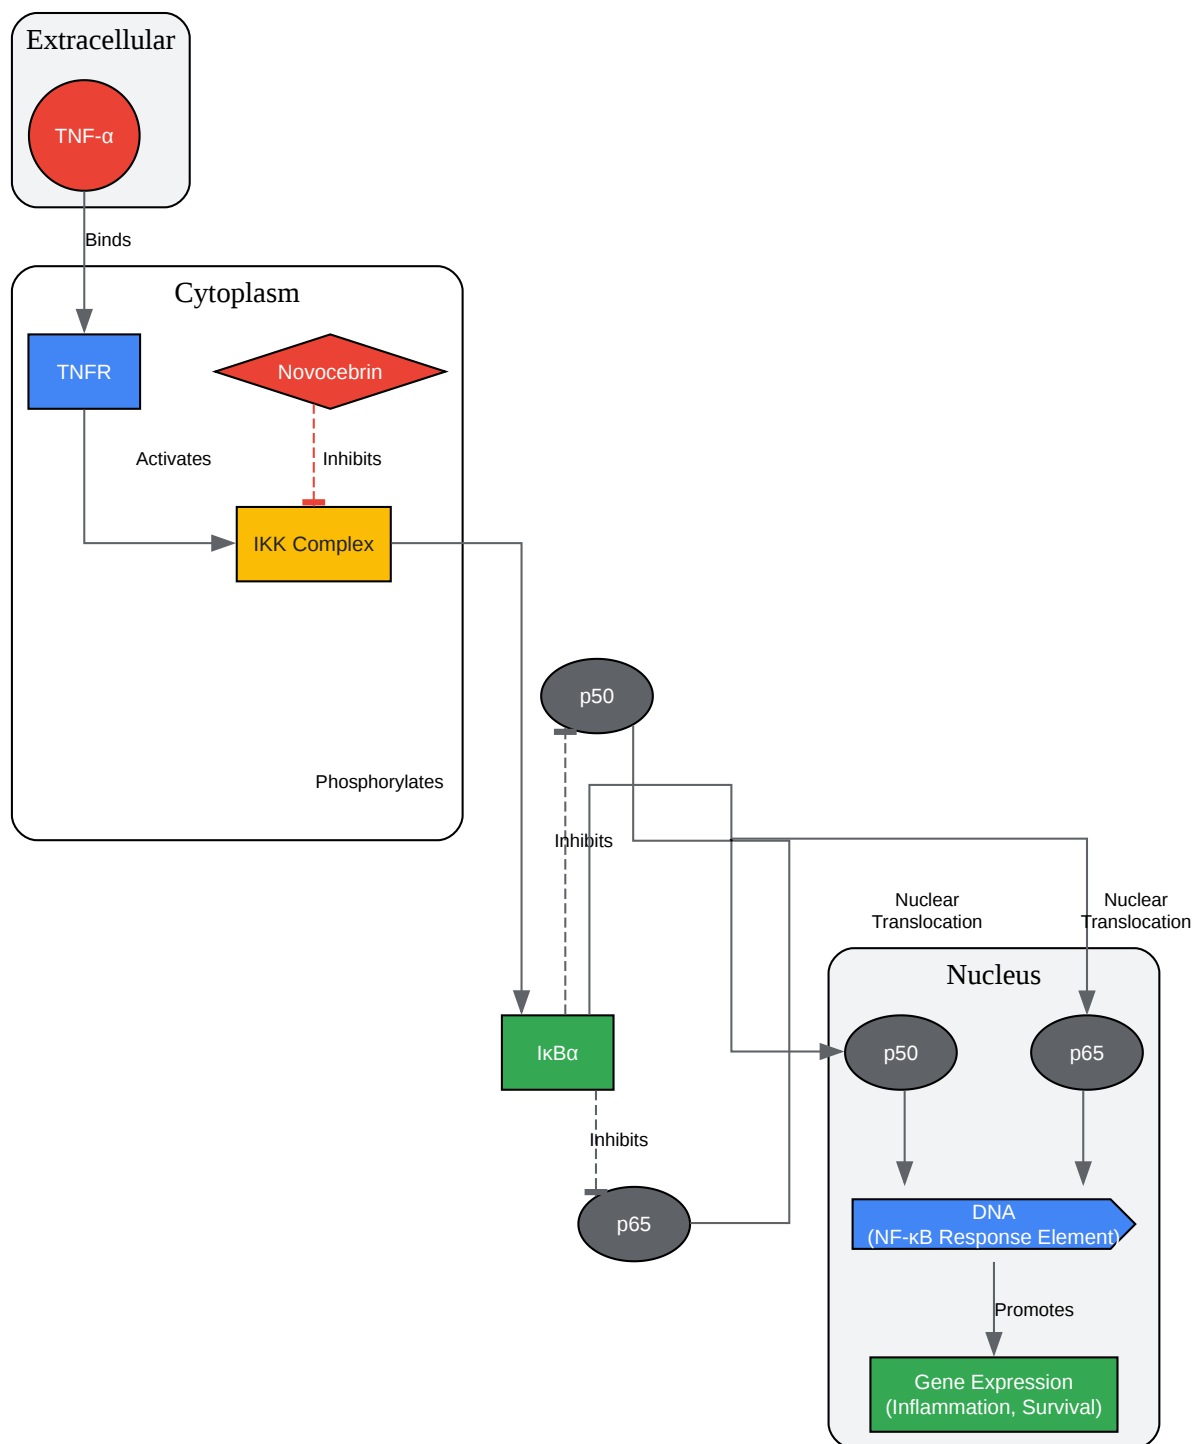 Extracellular
TNF-α
Binds
Cytoplasm
TNFR
Novocebrin
Activates
Inhibits
IKK Complex
p50
Phosphorylates
Inhibits
Nuclear
Translocation
Nuclear
Translocation
Nucleus
IκBα
p50
p65
Inhibits
p65
DNA
(NF-κB Response Element)
Promotes
Gene Expression
(Inflammation, Survival)